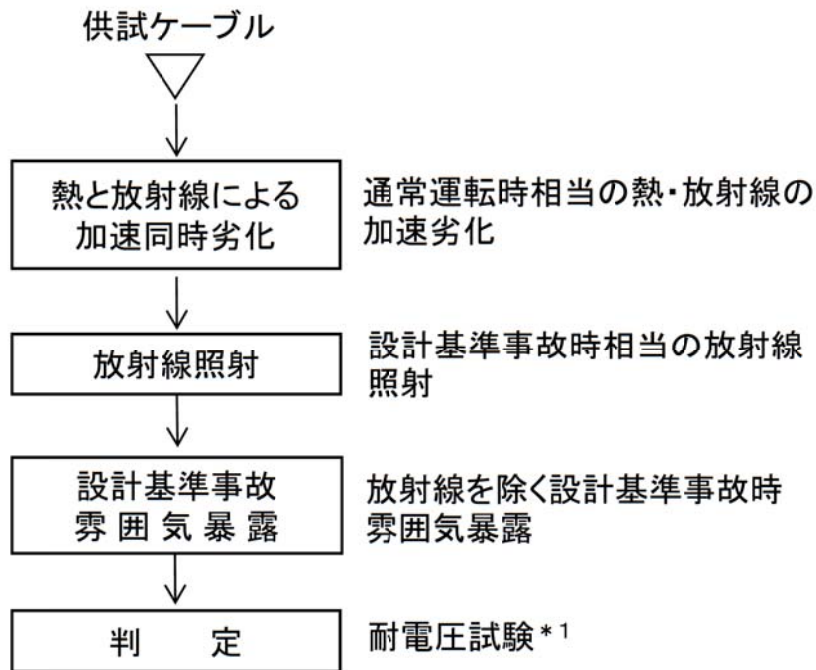 供試ケーブル
熱と放射線による
加速同時劣化
通常運転時相当の熱・放射線の
加速劣化
放射線照射
設計基準事故時相当の放射線
照射
設計基準事故
雰囲気暴露
放射線を除く設計基準事故時
雰囲気暴露
判 定
耐電圧試験*1